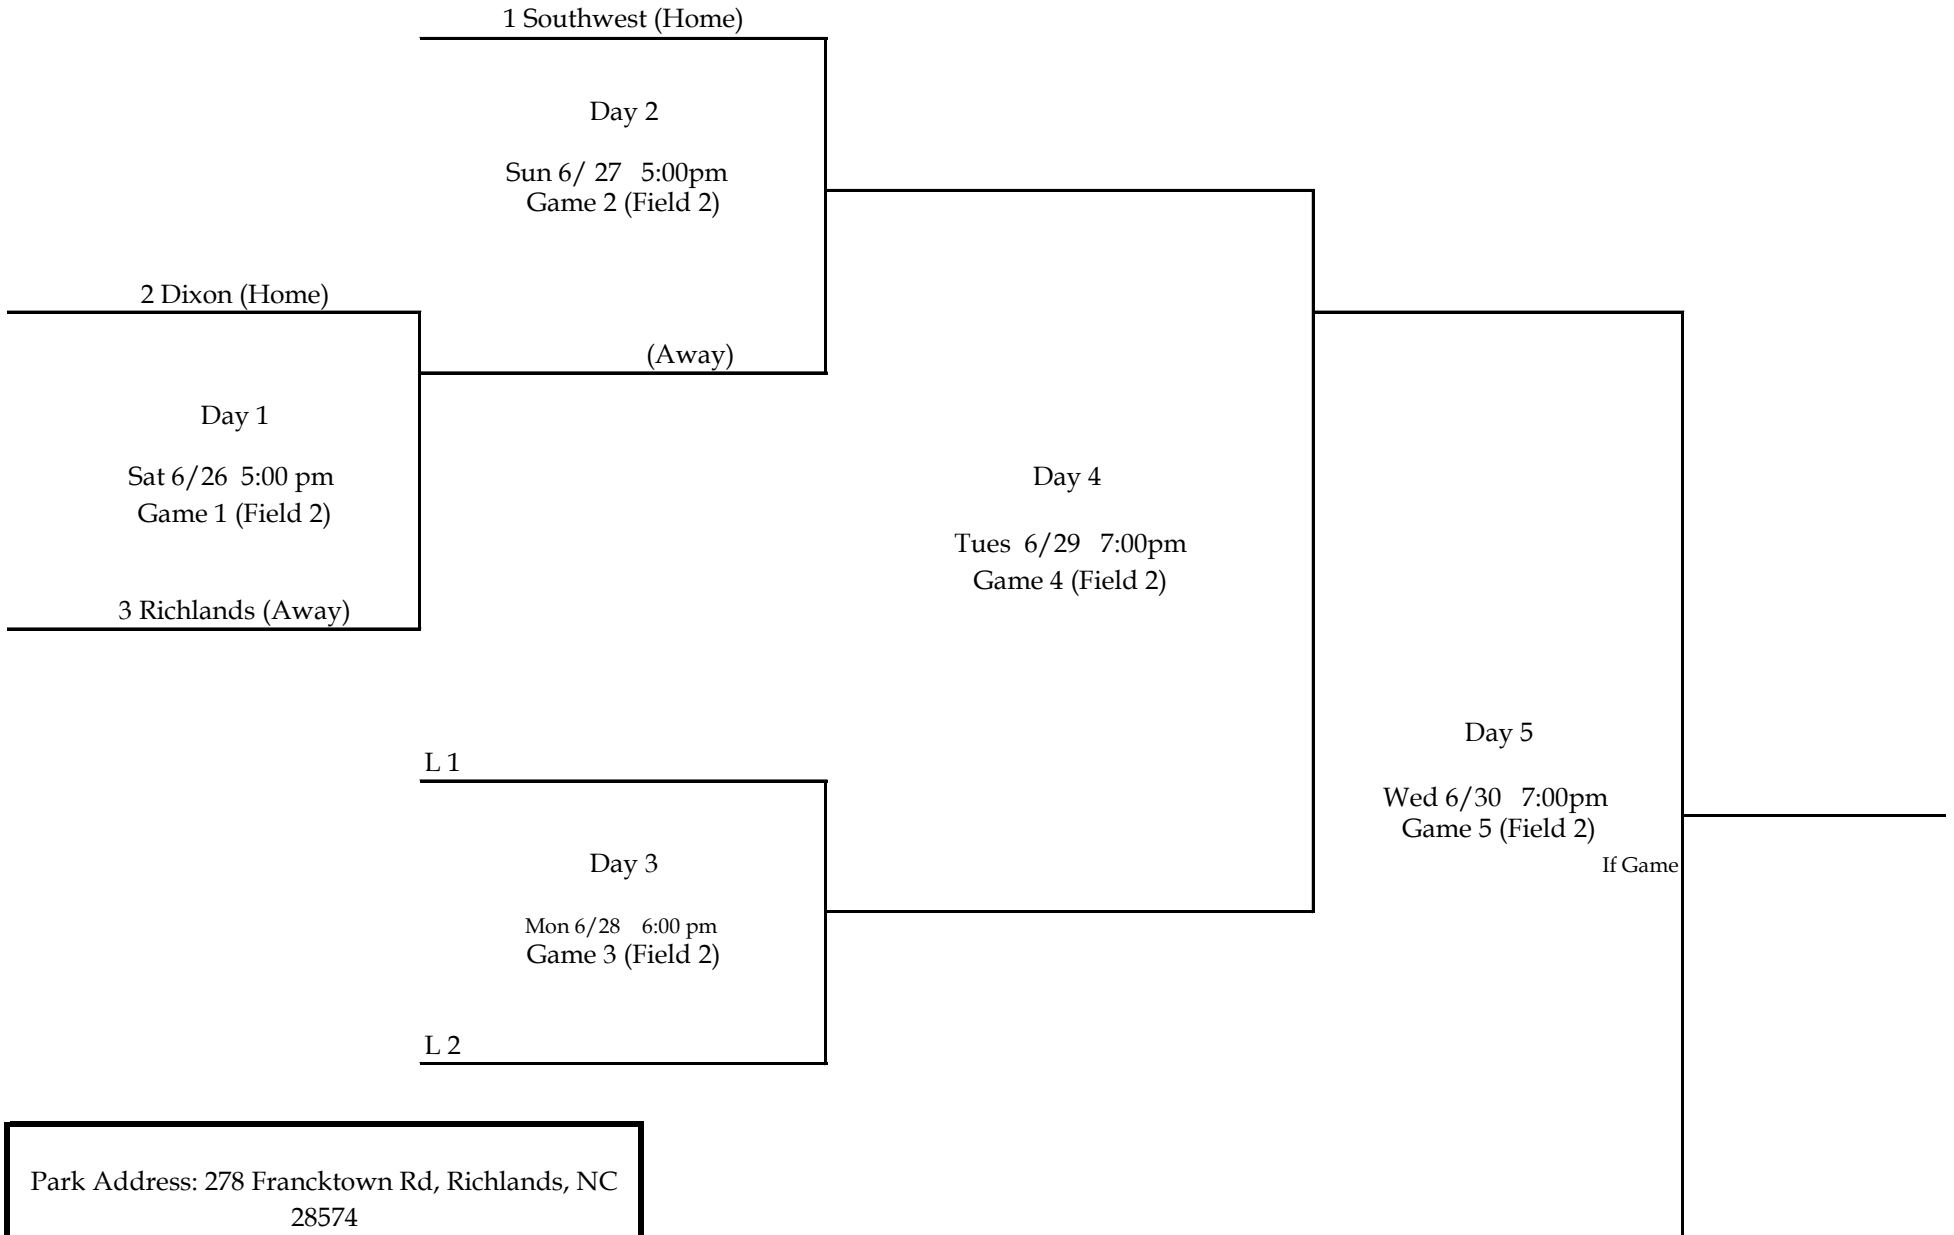 1 Southwest (Home)
Day 2
Sun 6/ 27 5:00pm
Game 2 (Field 2)
2 Dixon (Home)
(Away)
Day 1
Sat 6/26 5:00 pm
Game 1 (Field 2)
Day 4
Tues 6/29 7:00pm
Game 4 (Field 2)
3 Richlands (Away)
Day 5
L 1
Wed 6/30 7:00pm
Game 5 (Field 2)
If Game
Day 3
Mon 6/28 6:00 pm
Game 3 (Field 2)
L 2
Park Address: 278 Francktown Rd, Richlands, NC
28574